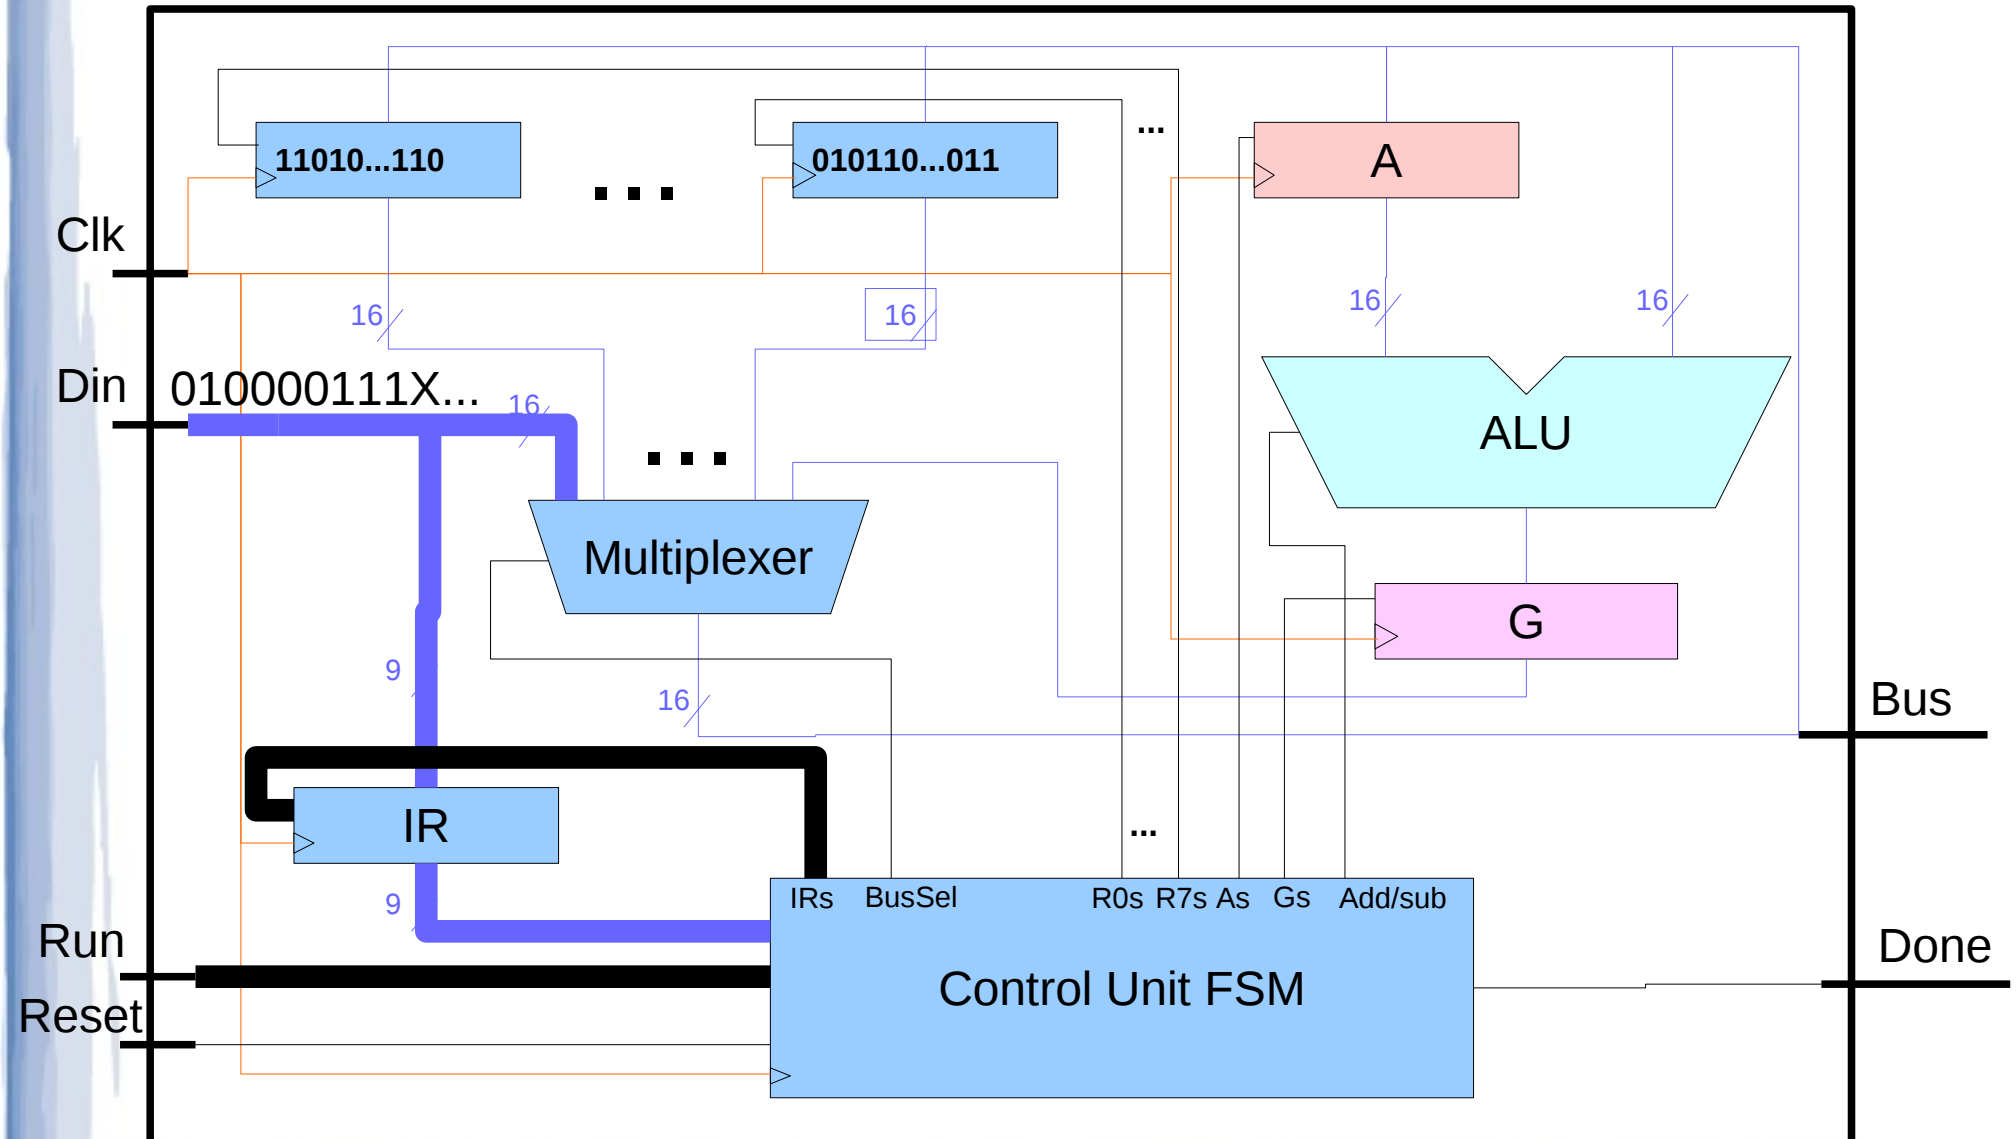 ...
11010...110
...
010110...011
A
Clk
16
16
16
16
Din
010000111X...
16
...
ALU
Multiplexer
G
9
16
Bus
IR
...
IRs
BusSel
R0s
R7s
As
Gs
Add/sub
9
Run
Done
Control Unit FSM
Reset